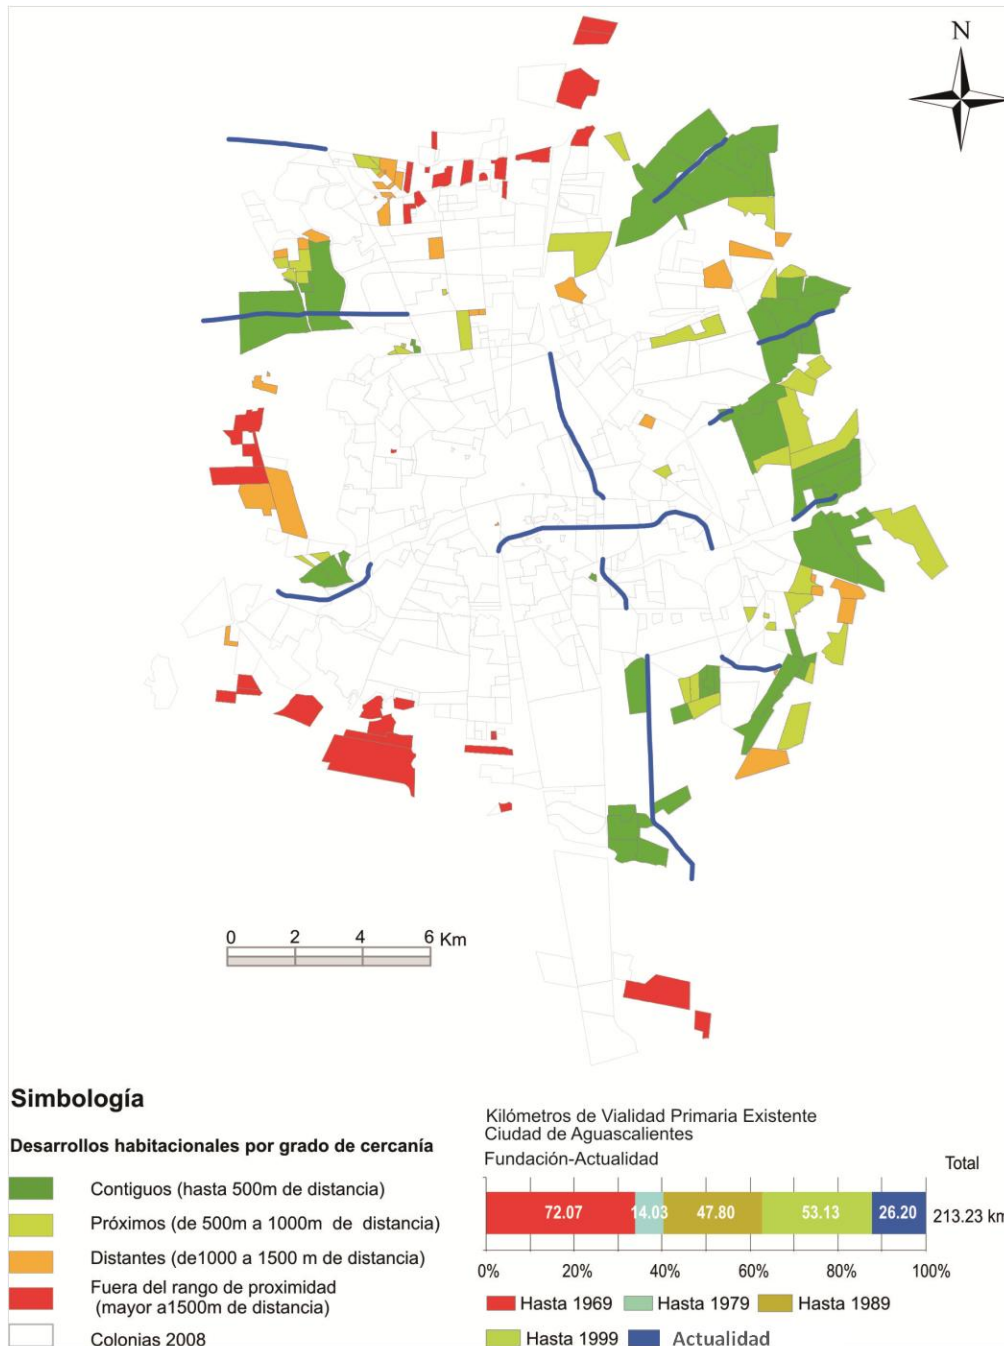 N
0 2 4 6 Km
Simbología
Desarrollos habitacionales por grado de cercanía
Contiguos (hasta 500m de distancia)
Próximos (de 500m a 1000m de distancia)
Distantes (de1000 a 1500 m de distancia)
Fuera del rango de proximidad
(mayor a1500m de distancia)
Colonias 2008
Kilómetros de Vialidad Primaria Existente
Ciudad de Aguascalientes
Fundación-Actualidad
Total
72.07 14.03 47.80 53.13 26.20 213.23 km
0% 20% 40% 60% 80% 100%
Hasta 1969 Hasta 1979 Hasta 1989
Hasta 1999 Actualidad